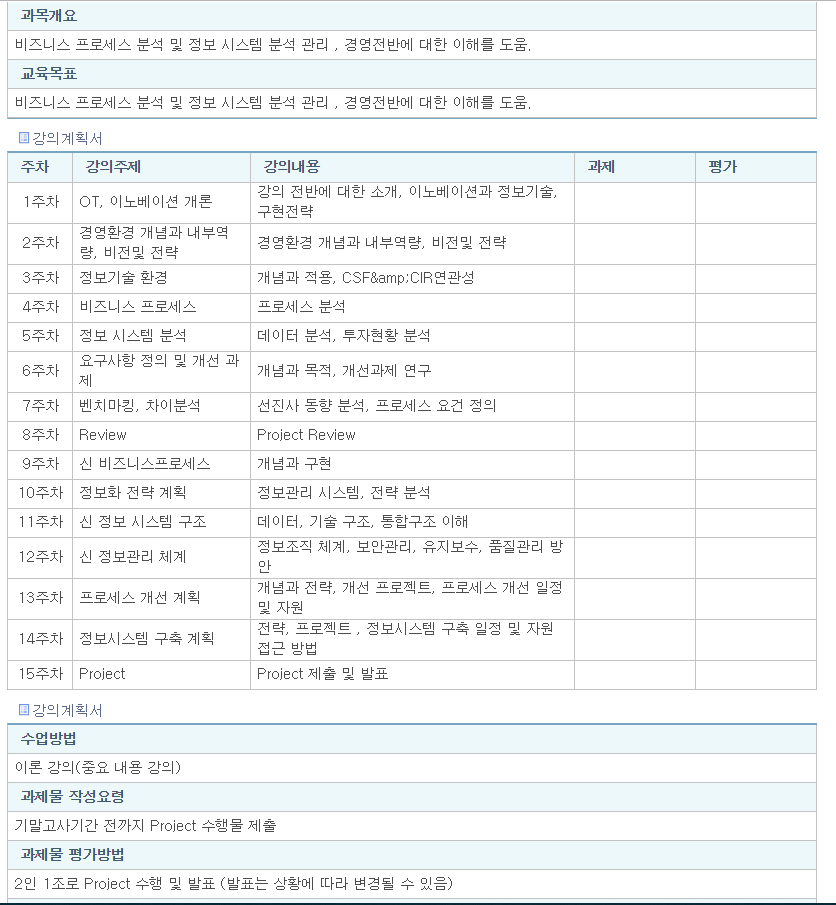 과목개요
비즈니스 프로세스 분석 및 정보 시스템 분석 관리 , 경영전반에 대한 이해를 도움.
교육목표
비즈니스 프로세스 분석 및 정보 시스템 분석 관리 , 경영전반에 대한 이해를 도움.
강의계획서
주차 강의주제 강의내용 과제 평가
1주차 OT, 이노베이션 개론 강의 전반에 대한 소개, 이노베이션과 정보기술,
구현전략
2주차 경영환경 개념과 내부역
량, 비전및 전략 경영환경 개념과 내부역량, 비전및 전략
3주차 정보기술 환경 개념과 적용, CSF&amp;CIR연관성
4주차 비즈니스 프로세스 프로세스 분석
5주차 정보 시스템 분석 데이터 분석, 투자현황 분석
6주차 요구사항 정의 및 개선 과
제 개념과 목적, 개선과제 연구
7주차 벤치마킹, 차이분석 선진사 동향 분석, 프로세스 요건 정의
8주차 Review Project Review
9주차 신 비즈니스프로세스 개념과 구현
10주차 정보화 전략 계획 정보관리 시스템, 전략 분석
11주차 신 정보 시스템 구조 데이터, 기술 구조, 통합구조 이해
12주차 신 정보관리 체계 정보조직 체계, 보안관리, 유지보수, 품질관리 방
안
13주차 프로세스 개선 계획 개념과 전략, 개선 프로젝트, 프로세스 개선 일정
및 자원
14주차 정보시스템 구축 계획 전략, 프로젝트 , 정보시스템 구축 일정 및 자원
접근 방법
15주차 Project Project 제출 및 발표
강의계획서
수업방법
이론 강의(중요 내용 강의)
과제물 작성요령
기말고사기간 전까지 Project 수행물 제출
과제물 평가방법
2인 1조로 Project 수행 및 발표 (발표는 상황에 따라 변경될 수 있음)